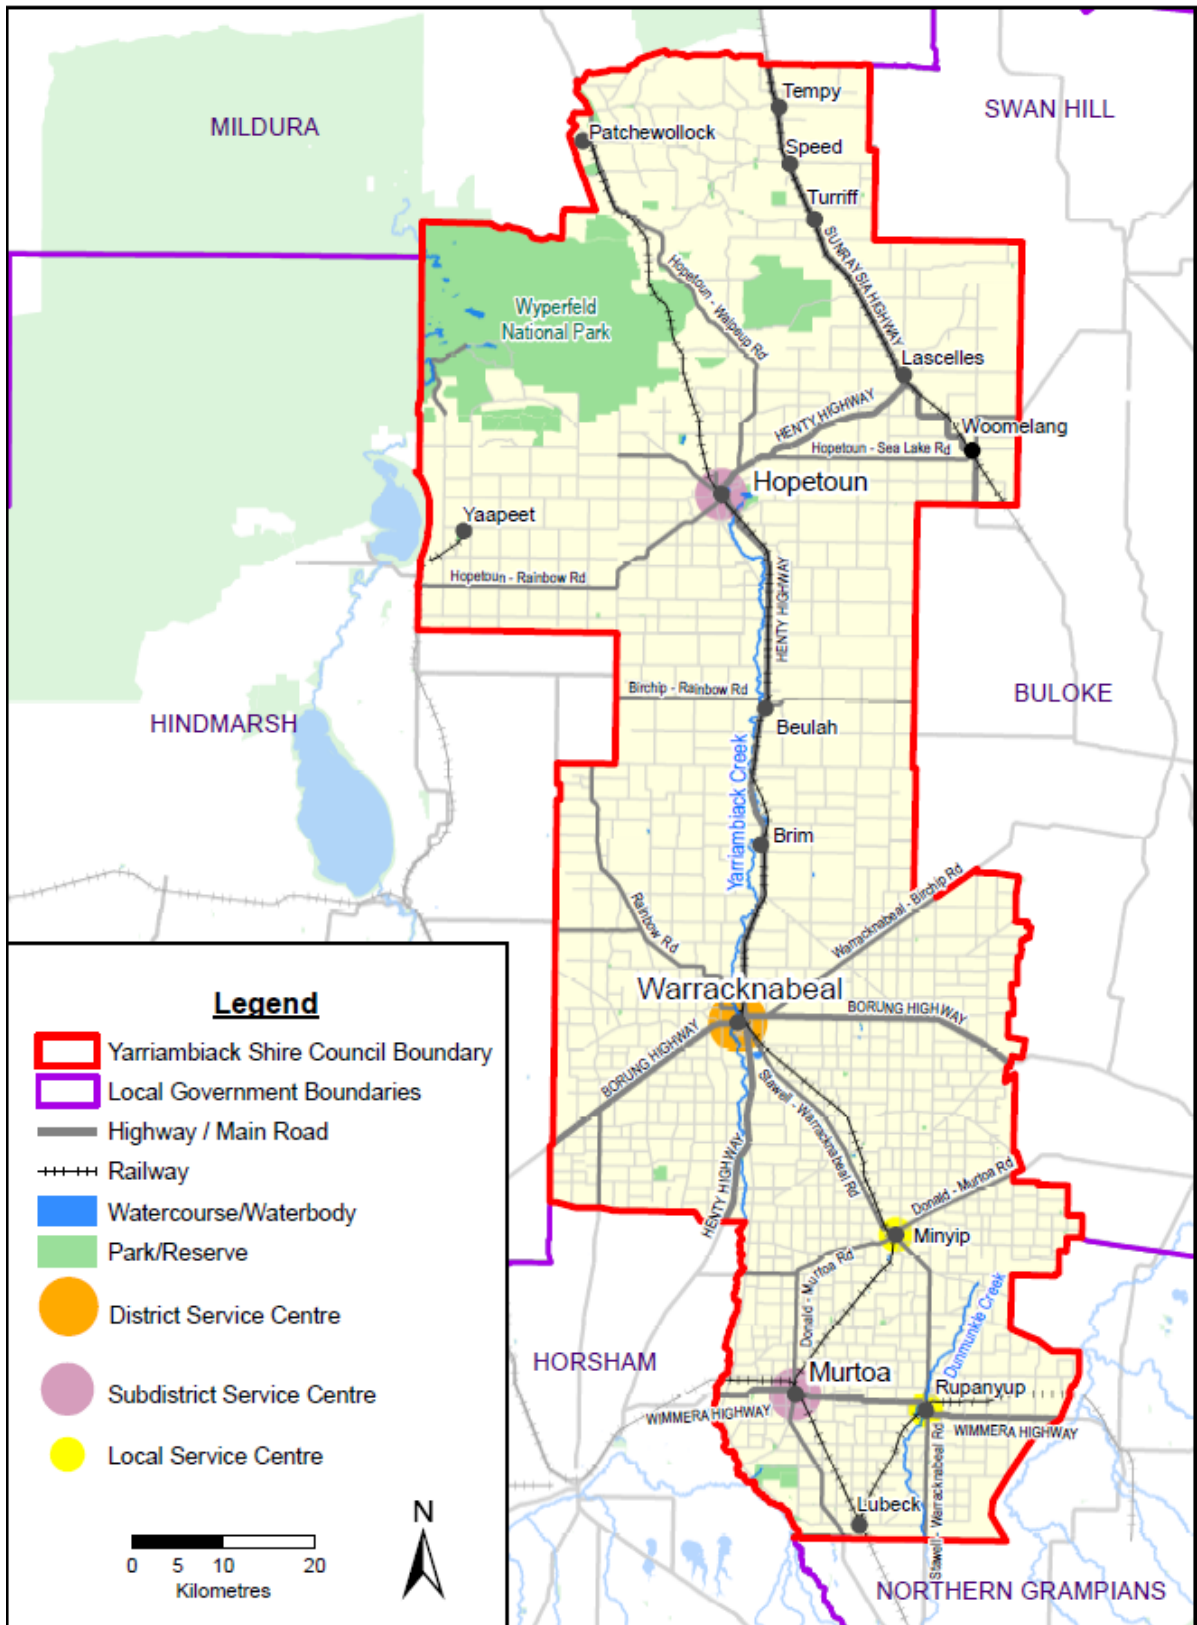 MILDURA
SWAN HILL
Tempy
Patchewollock
Speed
Turriff
SUNRAYSIA HIGHWAY
Hopetoun - Walpeup Rd
Wyperfeld
National Park
Lascelles
HENTY HIGHWAY
Woomelang
Hopetoun - Sea Lake Rd
Hopetoun
Yaapeet
Hopetoun - Rainbow Rd
HENTY HIGHWAY
Birchip - Rainbow Rd
BULOKE
HINDMARSH
Beulah
Yarriambiack Creek
Brim
Warracknabeal - Birchip Rd
Rainbow Rd
Warracknabeal
BORUNG HIGHWAY
BORUNG HIGHWAY
Stawell - Warracknabeal Rd
HENTY HIGHWAY
Donald - Murtoa Rd
Minyip
Donald - Murtoa Rd
Dunmunkle Creek
HORSHAM
Murtoa
Rupanyup
WIMMERA HIGHWAY
WIMMERA HIGHWAY
Stawell - Warracknabeal Rd
Lubeck
NORTHERN GRAMPIANS
Legend
Yarriambiack Shire Council Boundary
Local Government Boundaries
Highway / Main Road
Railway
Watercourse/Waterbody
Park/Reserve
District Service Centre
Subdistrict Service Centre
Local Service Centre
N
0 5 10 20
Kilometres